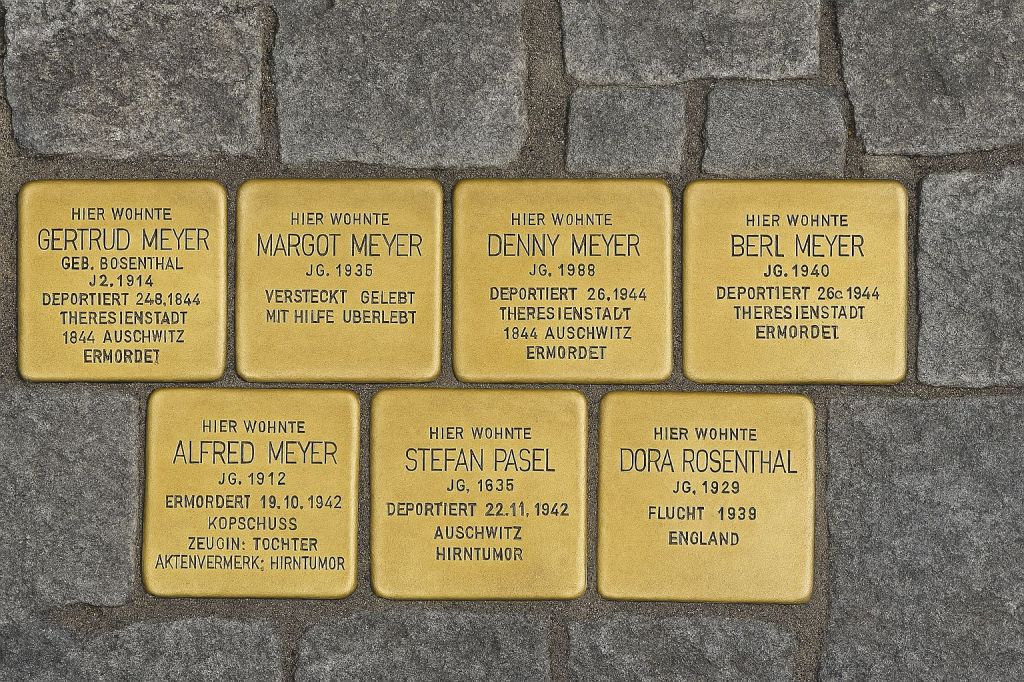 HIER WOHNTE
GERTRUD MEYER
GEB. BOSENTHAL
J2.1914
DEPORTIERT 248,1844
THERESIENSTADT
1844 AUSCHWITZ
ERMORDET
HIER WOHNTE
MARGOT MEYER
JG. 1935
VERSTECKT GELEBT
MIT HILFE UBERLEBT
HIER WOHNTE
DENNY MEYER
JG. 1988
DEPORTIERT 26,1944
THERESIENSTADT
1844 AUSCHWITZ
ERMORDET
HIER WOHNTE
BERL MEYER
JG.1940
DEPORTIERT 26c1944
THERESIENSTADT
ERMORDET
HIER WOHNTE
ALFRED MEYER
JG. 1912
ERMORDERT 19.10.1942
KOPSCHUSS
ZEUGIN: TOCHTER
AKTENVERMERK: HIRNTUMOR
HIER WOHNTE
STEFAN PASEL
JG, 1635
DEPORTIERT 22.11, 1942
AUSCHWITZ
HIRNTUMOR
HIER WOHNTE
DORA ROSENTHAL
JG, 1929
FLUCHT 1939
ENGLAND